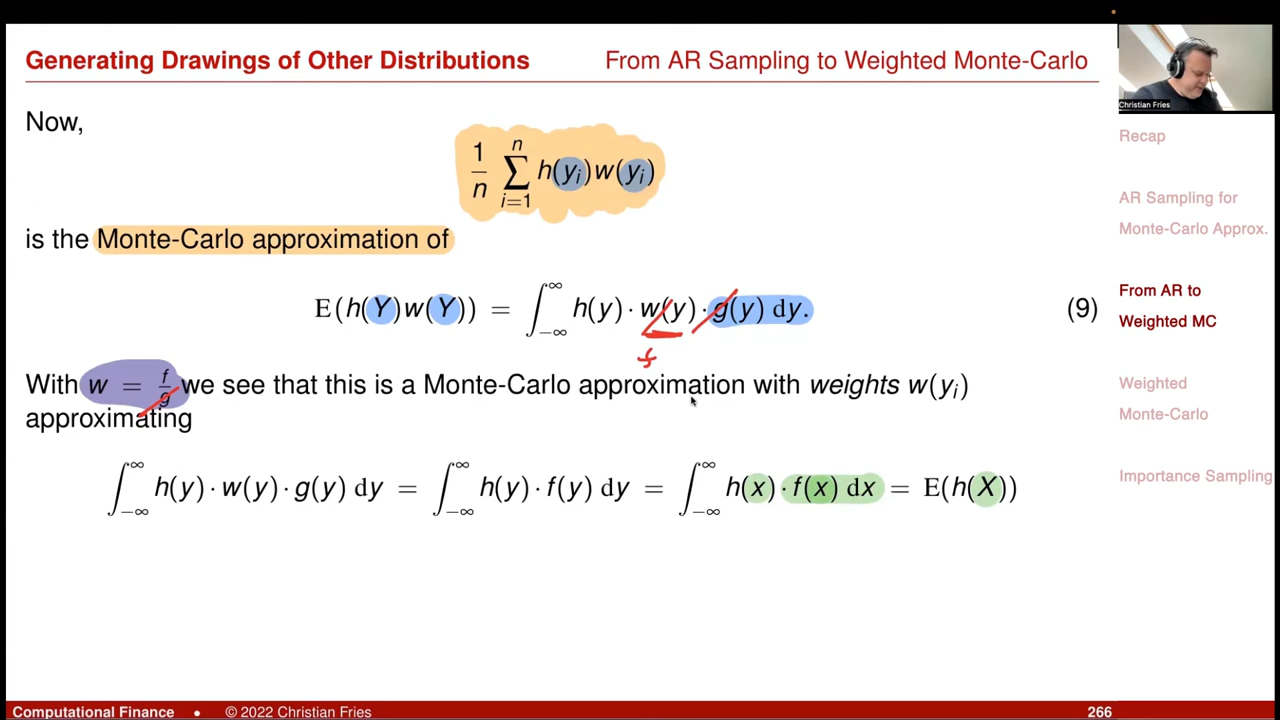 Generating Drawings of Other Distributions From AR Sampling to Weighted Monte-Carlo
Christian Fries
Now,
1/n ∑_{i=1}^{n} h(y_i)w(y_i)
is the Monte-Carlo approximation of
E(h(Y)w(Y)) = ∫_{−∞}^{∞} h(y) · w(y) · g(y) dy. (9)
f
With w = f/g we see that this is a Monte-Carlo approximation with weights w(y_i)
approximating
∫_{−∞}^{∞} h(y) · w(y) · g(y) dy = ∫_{−∞}^{∞} h(y) · f(y) dy = ∫_{−∞}^{∞} h(x) · f(x) dx = E(h(X))
Recap
AR Sampling for
Monte-Carlo Approx.
From AR to
Weighted MC
Weighted
Monte-Carlo
Importance Sampling
Computational Finance • © 2022 Christian Fries 266